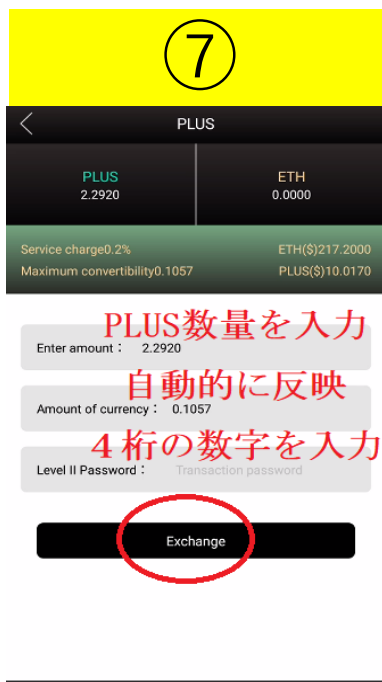 ⑦
PLUS
PLUS ETH
2.2920 0.0000
Service charge0.2% ETH($)217.2000
Maximum convertibility0.1057 PLUS($)10.0170
PLUS数量を入力
Enter amount： 2.2920
自動的に反映
Amount of currency： 0.1057
４桁の数字を入力
Level II Password： Transaction password
Exchange